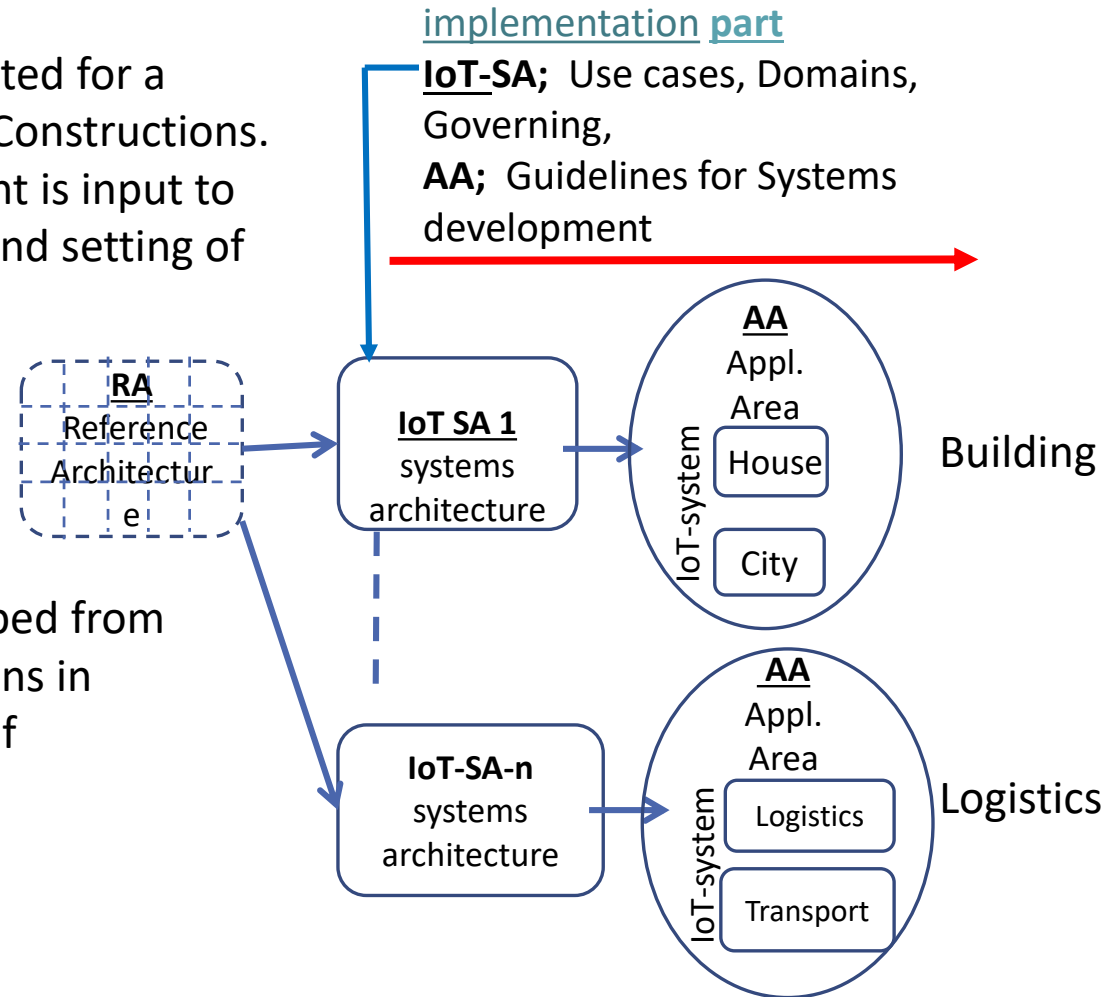 implementation part
IoT-SA; Use cases, Domains,
Governing,
AA; Guidelines for Systems
development
ted for a
Constructions.
nt is input to
nd setting of
RA
Reference
Architectur
e
IoT SA 1
systems
architecture
AA
Appl.
Area
IoT-system
House
City
Building
ped from
ns in
f
IoT-SA-n
systems
architecture
AA
Appl.
Area
IoT-system
Logistics
Transport
Logistics